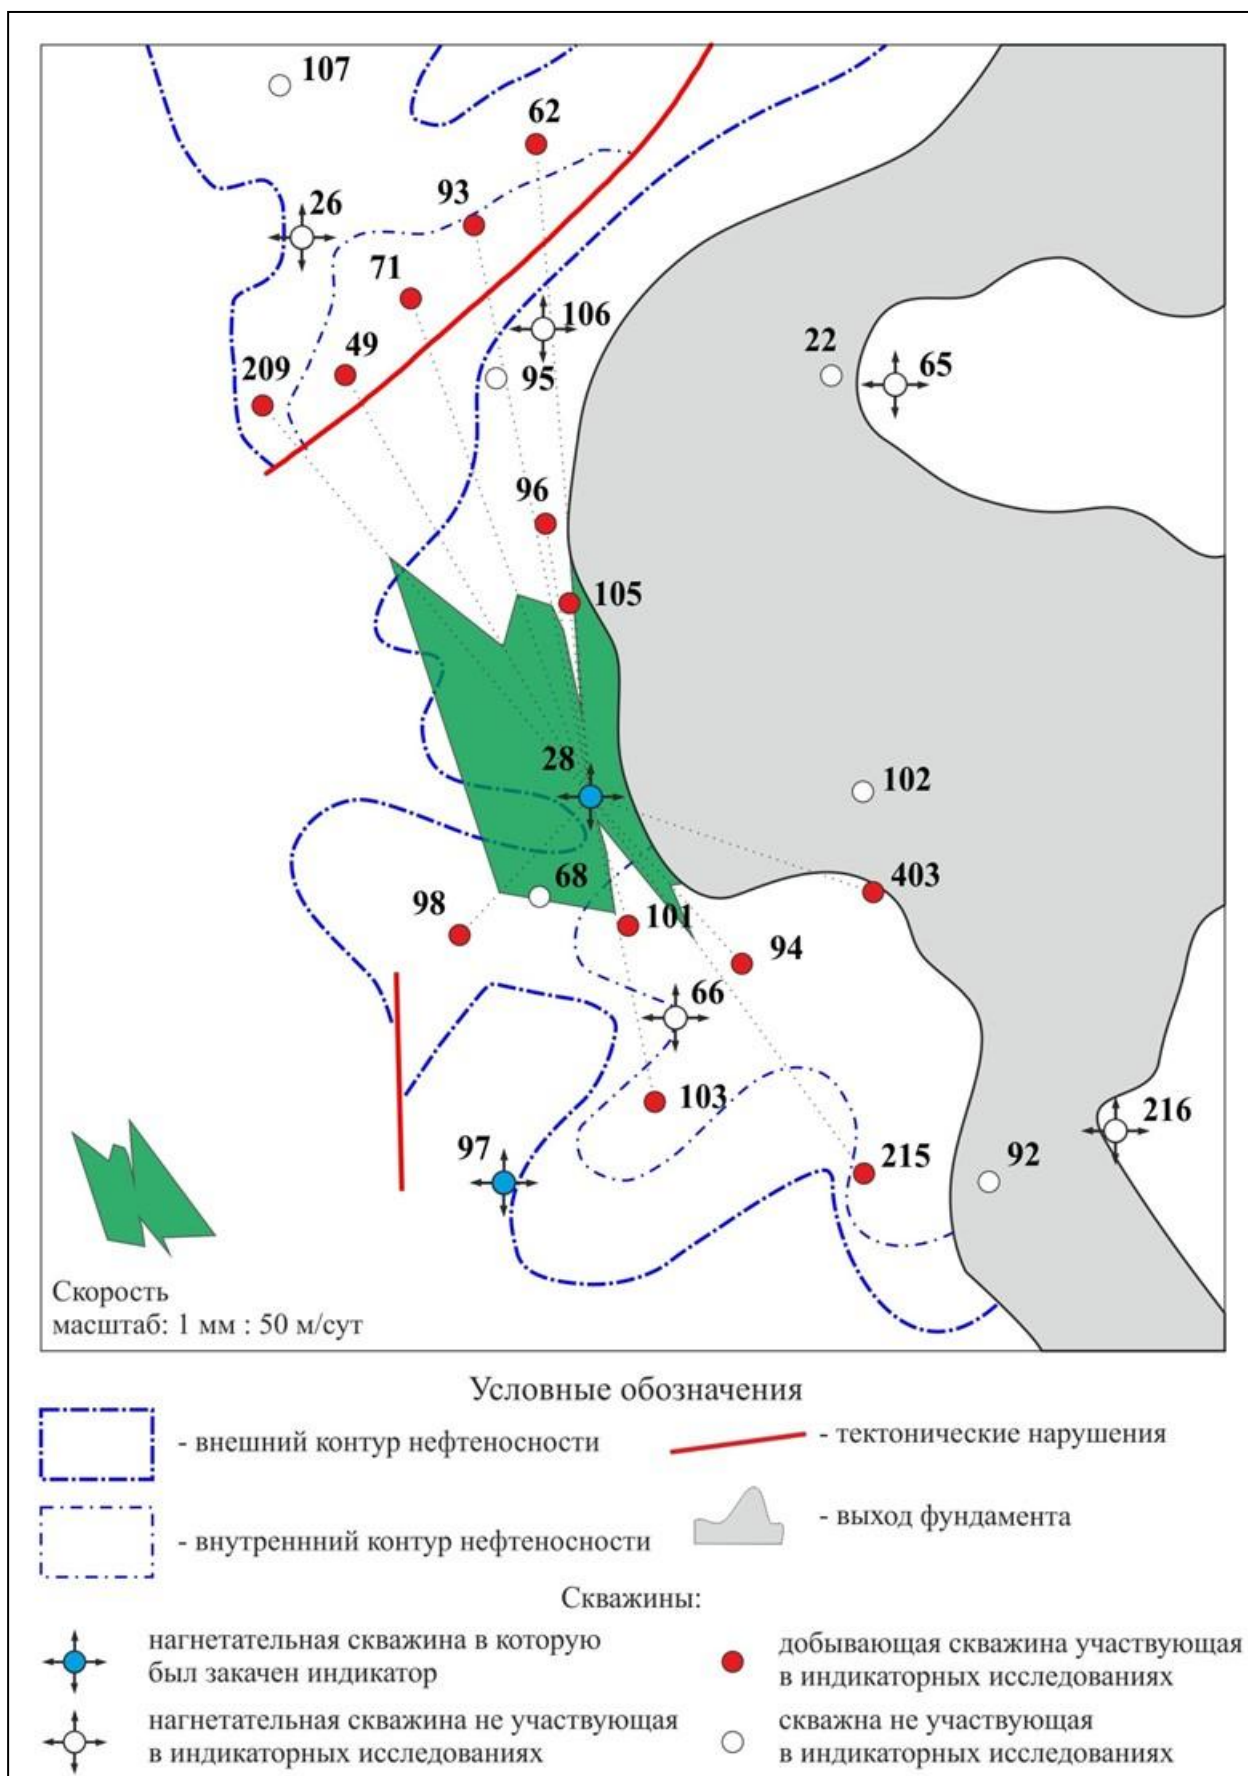 107
62
93
26
71
106
49
22
65
209
95
96
105
28
102
68
403
98
101
94
66
103
216
97
215
92
Скорость
масштаб: 1 мм : 50 м/сут
Условные обозначения
- внешний контур нефтеносности
- тектонические нарушения
- внутреннний контур нефтеносности
- выход фундамента
Скважины:
нагнетательная скважина в которую
был закачен индикатор
добывающая скважина участвующая
в индикаторных исследованиях
нагнетательная скважина не участвующая
в индикаторных исследованиях
скважна не участвующая
в индикаторных исследованиях